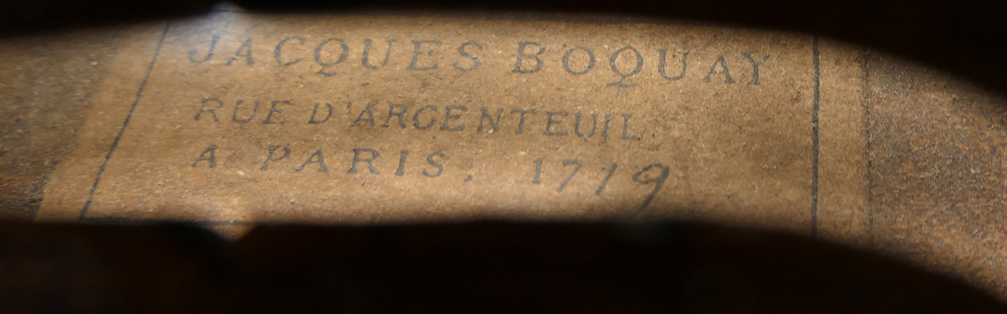 JACQUES BOQUAY
RUE D'ARGENTEUIL
A PARIS, 1719